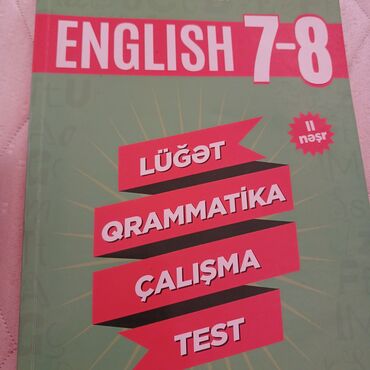 ENGLISH 7-8
II
nəşr
LÜĞƏT
QRAMMATİKA
ÇALIŞMA
TEST